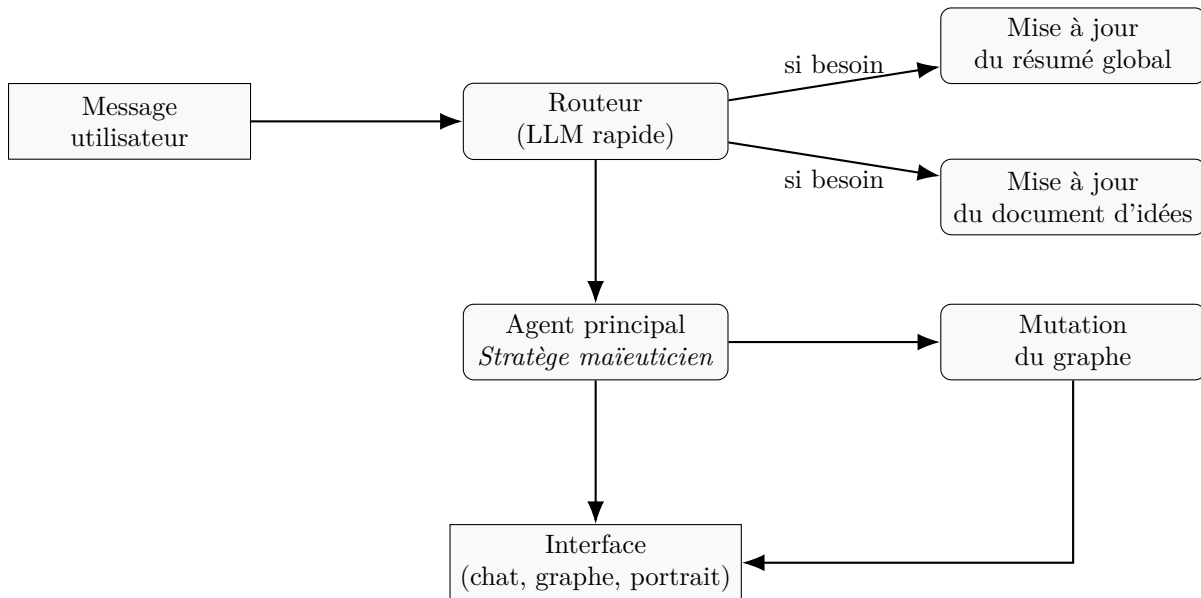 Message
utilisateur
Routeur
(LLM rapide)
si besoin
Mise à jour
du résumé global
si besoin
Mise à jour
du document d'idées
Agent principal
Stratège maïeuticien
Mutation
du graphe
Interface
(chat, graphe, portrait)